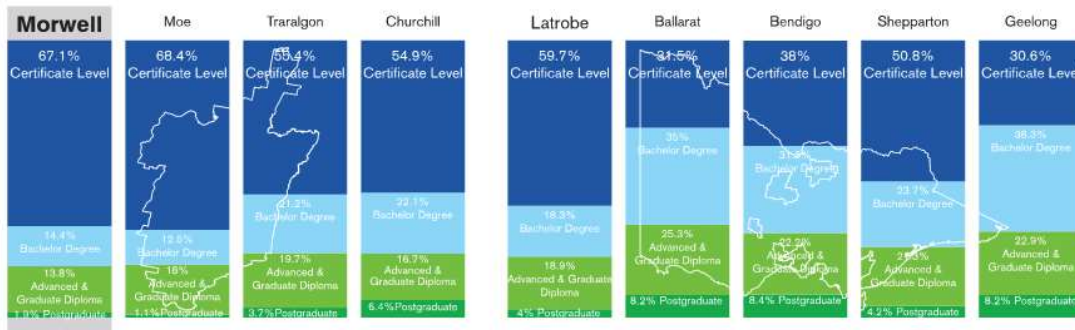 Morwell
67.1%
Certificate Level
14.4%
Bachelor Degree
13.8%
Advanced &
Graduate Diploma
1.9% Postgraduate
Moe
68.4%
Certificate Level
12.5%
Bachelor Degree
18%
Advanced &
Graduate Diploma
1.1% Postgraduate
Traralgon
55.4%
Certificate Level
21.2%
Bachelor Degree
19.7%
Advanced &
Graduate Diploma
3.7% Postgraduate
Churchill
54.9%
Certificate Level
22.1%
Bachelor Degree
16.7%
Advanced &
Graduate Diploma
6.4% Postgraduate
Latrobe
59.7%
Certificate Level
18.3%
Bachelor Degree
18.9%
Advanced & Graduate
Diploma
4% Postgraduate
Ballarat
31.5%
Certificate Level
35%
Bachelor Degree
25.3%
Advanced &
Graduate Diploma
8.2% Postgraduate
Bendigo
38%
Certificate Level
Bachelor Degree
22.2%
Advanced &
Graduate Diploma
8.4% Postgraduate
Shepparton
50.8%
Certificate Level
23.7%
Bachelor Degree
21.3%
Advanced &
Graduate Diploma
4.2% Postgraduate
Geelong
30.6%
Certificate Level
38.3%
Bachelor Degree
22.9%
Advanced &
Graduate Diploma
8.2% Postgraduate